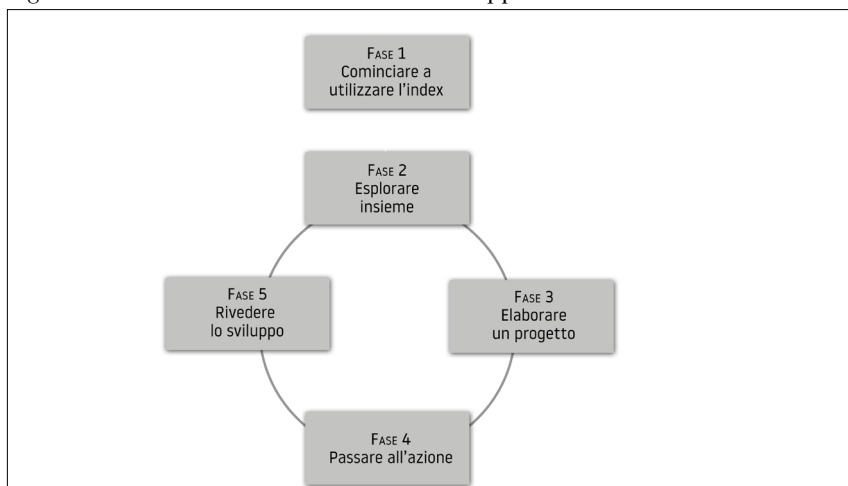 FASE 1
Cominciare a
utilizzare l'index
FASE 2
Esplorare
insieme
FASE 5
Rivedere
lo sviluppo
FASE 3
Elaborare
un progetto
FASE 4
Passare all'azione